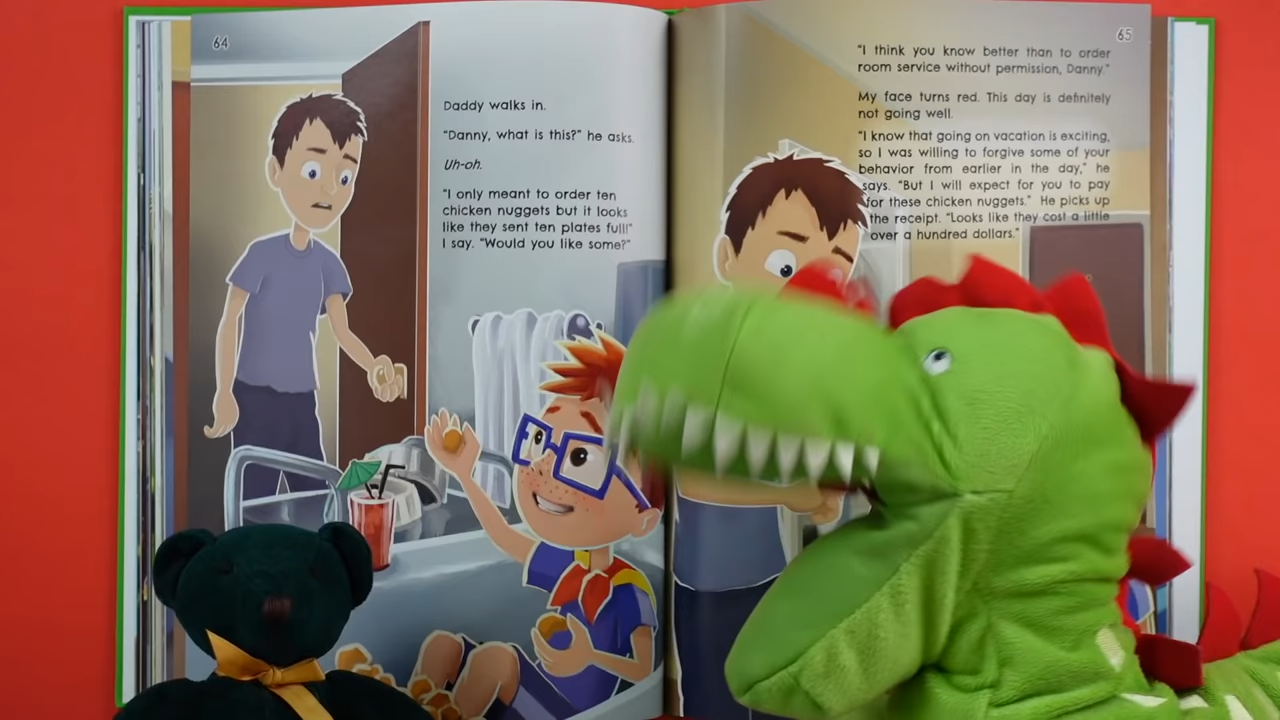 64
Daddy walks in.
"Danny, what is this?" he asks.
Uh-oh.
"I only meant to order ten
chicken nuggets but it looks
like they sent ten plates full!"
I say. "Would you like some?"
65
"I think you know better than to order
room service without permission, Danny."
My face turns red. This day is definitely
not going well.
"I know that going on vacation is exciting,
so I was willing to forgive some of your
behavior from earlier in the day," he
says. "But I will expect for you to pay
for these chicken nuggets." He picks up
the receipt. "Looks like they cost a little
over a hundred dollars."